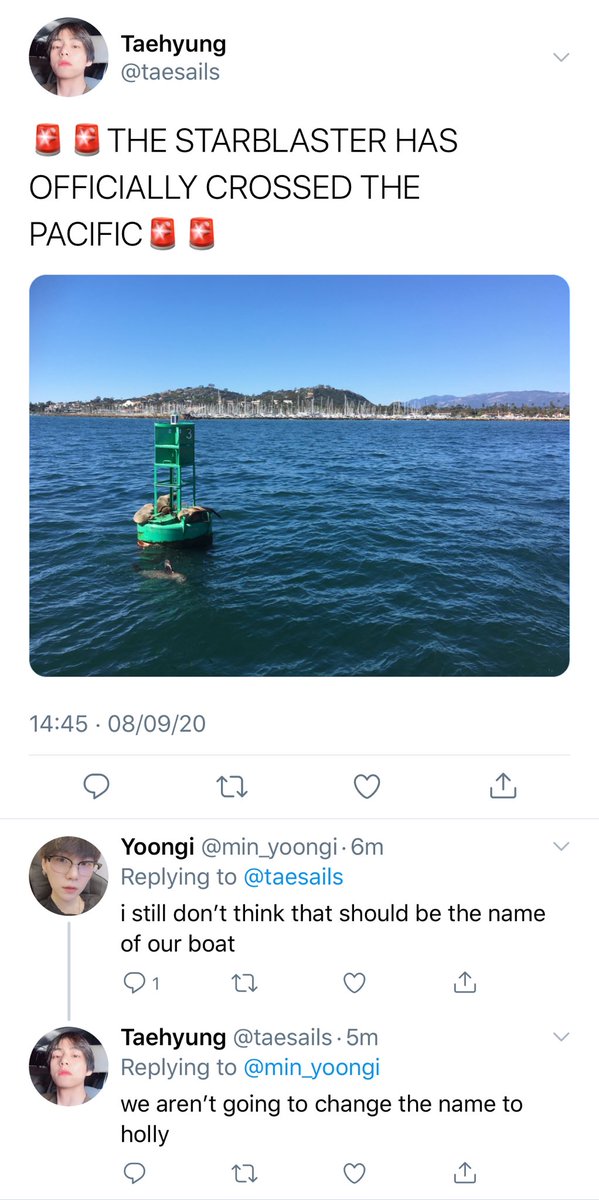 Taehyung
@taesails
🚨🚨THE STARBLASTER HAS
OFFICIALLY CROSSED THE
PACIFIC🚨🚨
3
14:45 · 08/09/20
Yoongi @min_yoongi · 6m
Replying to @taesails
i still don’t think that should be the name
of our boat
1
Taehyung @taesails · 5m
Replying to @min_yoongi
we aren’t going to change the name to
holly